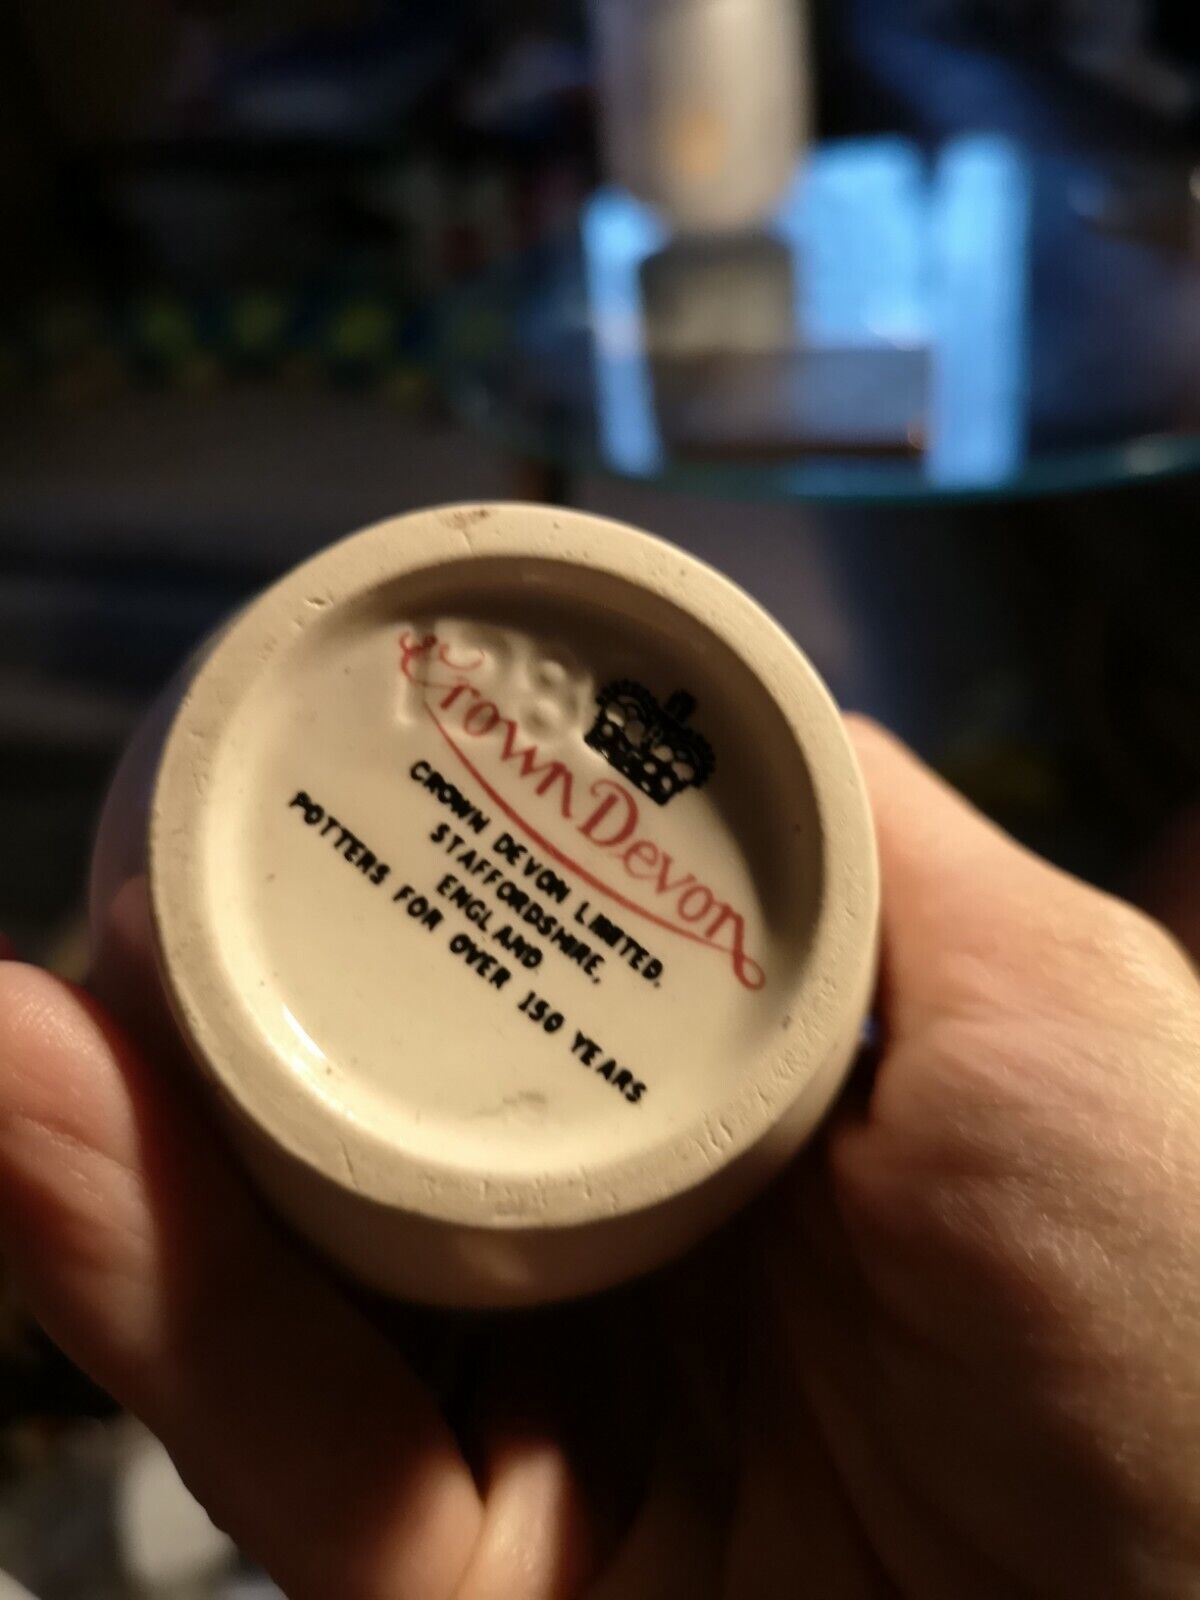 Crown Devon
CROWN DEVON LIMITED.
STAFFORDSHIRE,
ENGLAND.
POTTERS FOR OVER 150 YEARS